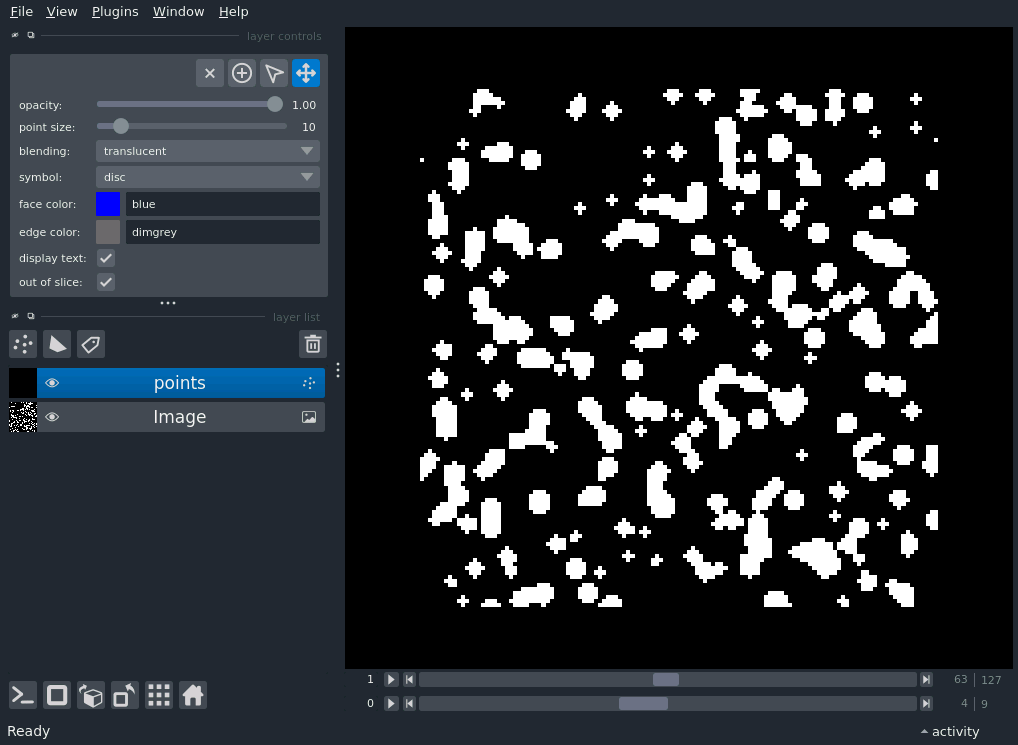 File View Plugins Window Help
layer controls
opacity: 1.00
point size: 10
blending: translucent
symbol: disc
face color: blue
edge color: dimgrey
display text:
out of slice:
layer list
points
Image
1 63 127
0 4 9
Ready activity